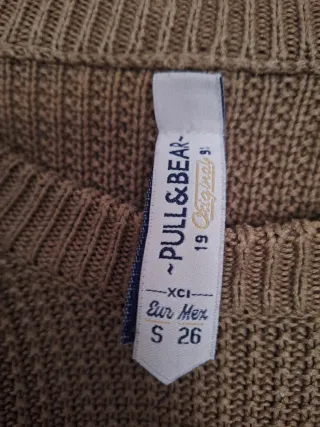 ~PULL&BEAR~
19 Original 91
XCI
Eur Mex
S 26